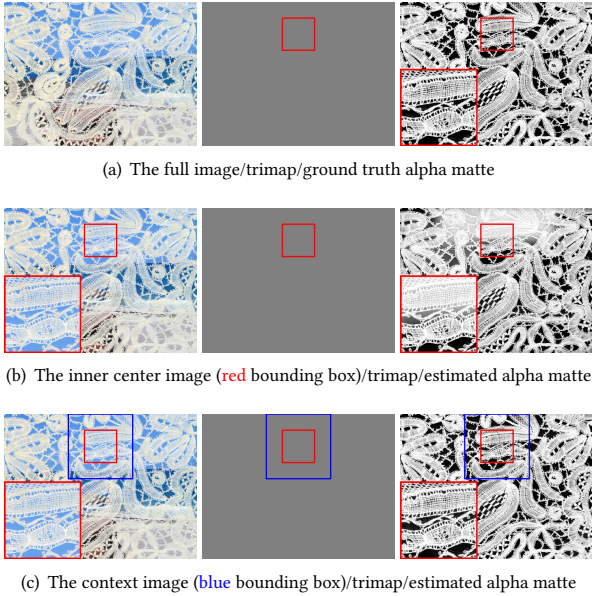 (a) The full image/trimap/ground truth alpha matte
(b) The inner center image (red bounding box)/trimap/estimated alpha matte
(c) The context image (blue bounding box)/trimap/estimated alpha matte